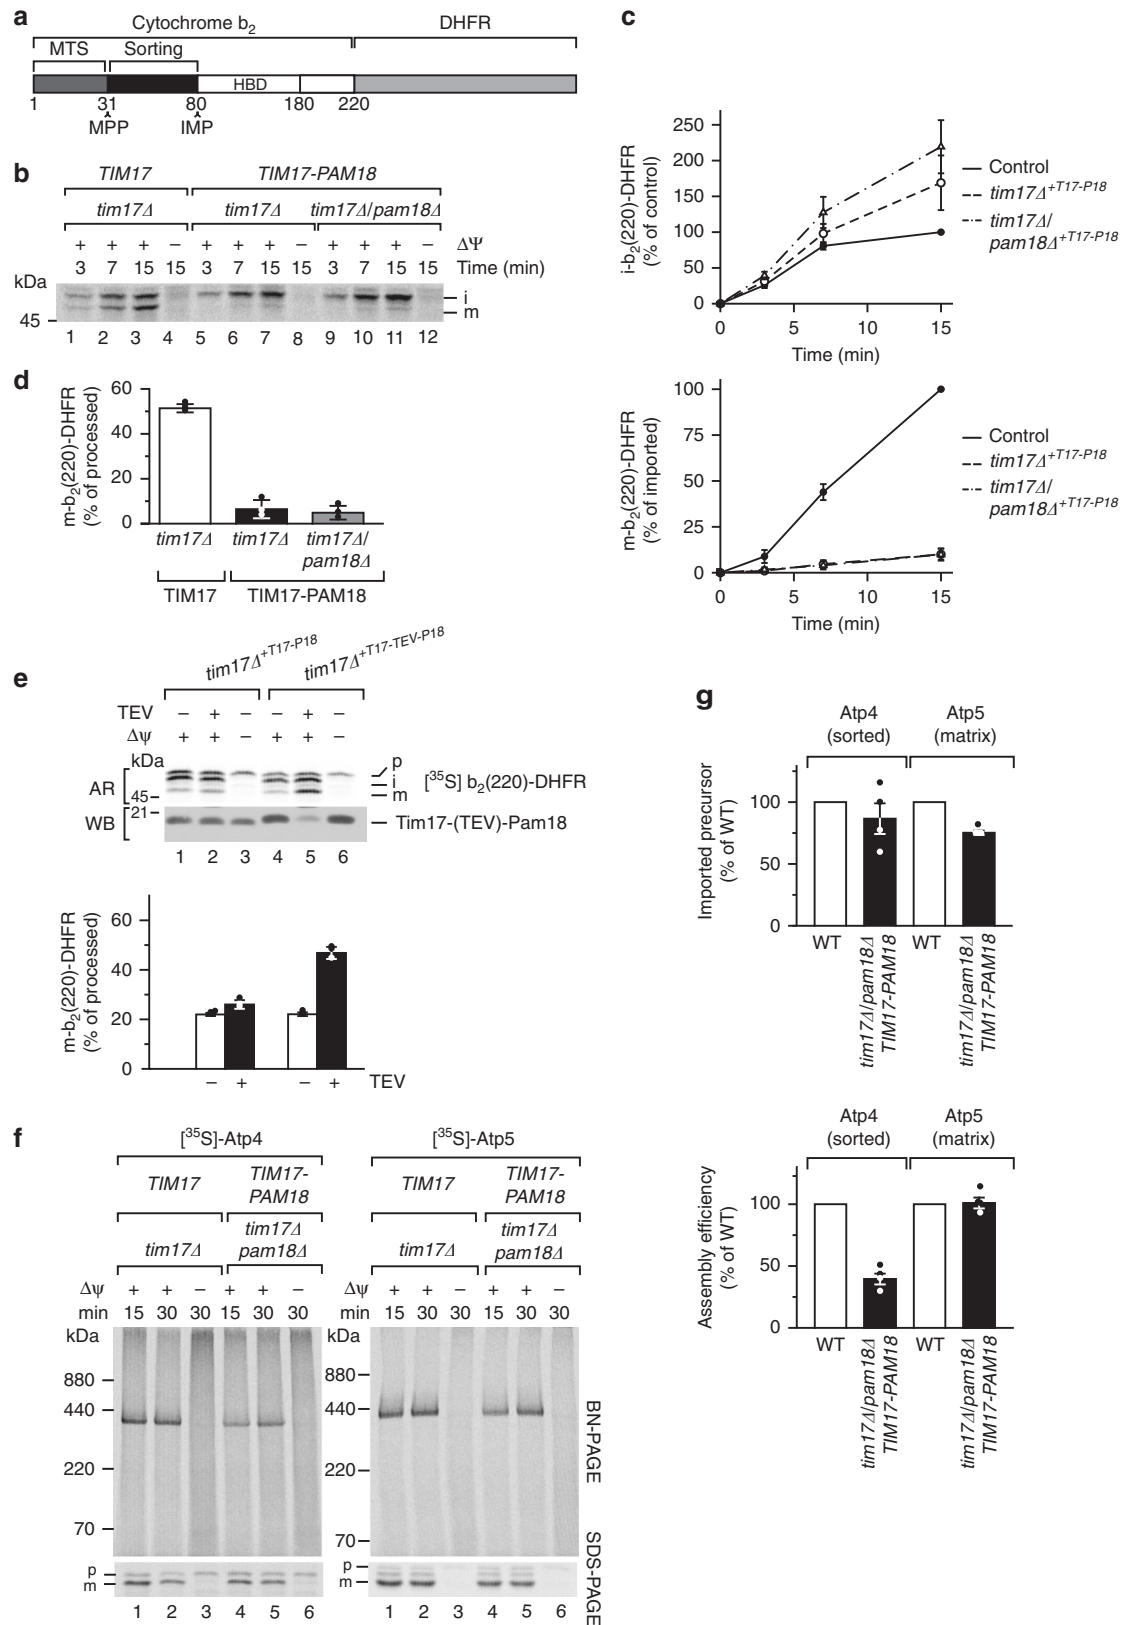 a
Cytochrome b2 DHFR
MTS Sorting
HBD
1 31 80 180 220
MPP IMP
b
TIM17 TIM17-PAM18
tim17Δ tim17Δ tim17Δ/pam18Δ
+ + + – + + + – + + + – ΔΨ
3 7 15 15 3 7 15 15 3 7 15 15 Time (min)
kDa
i
m
45
1 2 3 4 5 6 7 8 9 10 11 12
c
i-b2(220)-DHFR
(% of control)
250
200
150
100
50
0
0 5 10 15
Time (min)
Control
tim17Δ+T17-P18
tim17Δ/
pam18Δ+T17-P18
m-b2(220)-DHFR
(% of imported)
100
75
50
25
0
0 5 10 15
Time (min)
Control
tim17Δ+T17-P18
tim17Δ/
pam18Δ+T17-P18
d
m-b2(220)-DHFR
(% of processed)
60
40
20
0
tim17Δ tim17Δ tim17Δ/
pam18Δ
TIM17 TIM17-PAM18
e
tim17Δ+T17-P18 tim17Δ+T17-TEV-P18
TEV – + – – + –
Δψ + + – + + –
kDa
AR
45
p
i
m
[35S] b2(220)-DHFR
21
WB
Tim17-(TEV)-Pam18
1 2 3 4 5 6
m-b2(220)-DHFR
(% of processed)
60
40
20
0
– + – + TEV
f
[35S]-Atp4 [35S]-Atp5
TIM17 TIM17-
PAM18
TIM17 TIM17-
PAM18
tim17Δ tim17Δ
pam18Δ
tim17Δ tim17Δ
pam18Δ
Δψ + + – + + – Δψ + + – + + –
min 15 30 30 15 30 30 min 15 30 30 15 30 30
kDa
880
440
220
70
p
m
1 2 3 4 5 6
kDa
880
440
220
70
p
m
1 2 3 4 5 6
BN-PAGE
SDS-PAGE
g
Atp4
(sorted)
Atp5
(matrix)
Imported precursor
(% of WT)
100
50
0
WT
tim17Δ/pam18Δ
TIM17-PAM18
WT
tim17Δ/pam18Δ
TIM17-PAM18
Atp4
(sorted)
Atp5
(matrix)
Assembly efficiency
(% of WT)
100
50
0
WT
tim17Δ/pam18Δ
TIM17-PAM18
WT
tim17Δ/pam18Δ
TIM17-PAM18